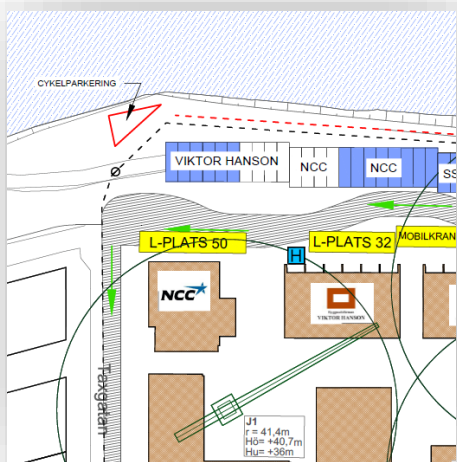 CYKELPARKERING
VIKTOR HANSON
NCC
NCC
SS
L-PLATS 50
L-PLATS 32
MOBILKRAN
H
NCC
VIKTOR HANSON
Taxgatan
J1
r = 41,4m
Hö= +40,7m
Hu= +36m